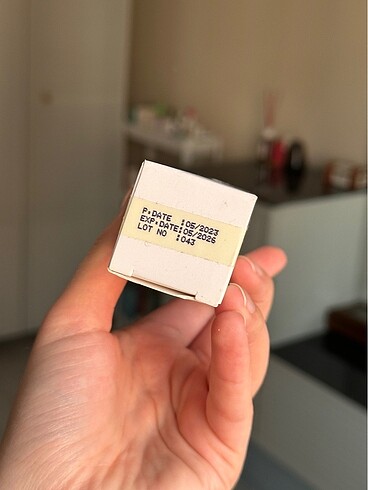 P.DATE :05/2023
EXP.DATE:05/2026
LOT NO :043